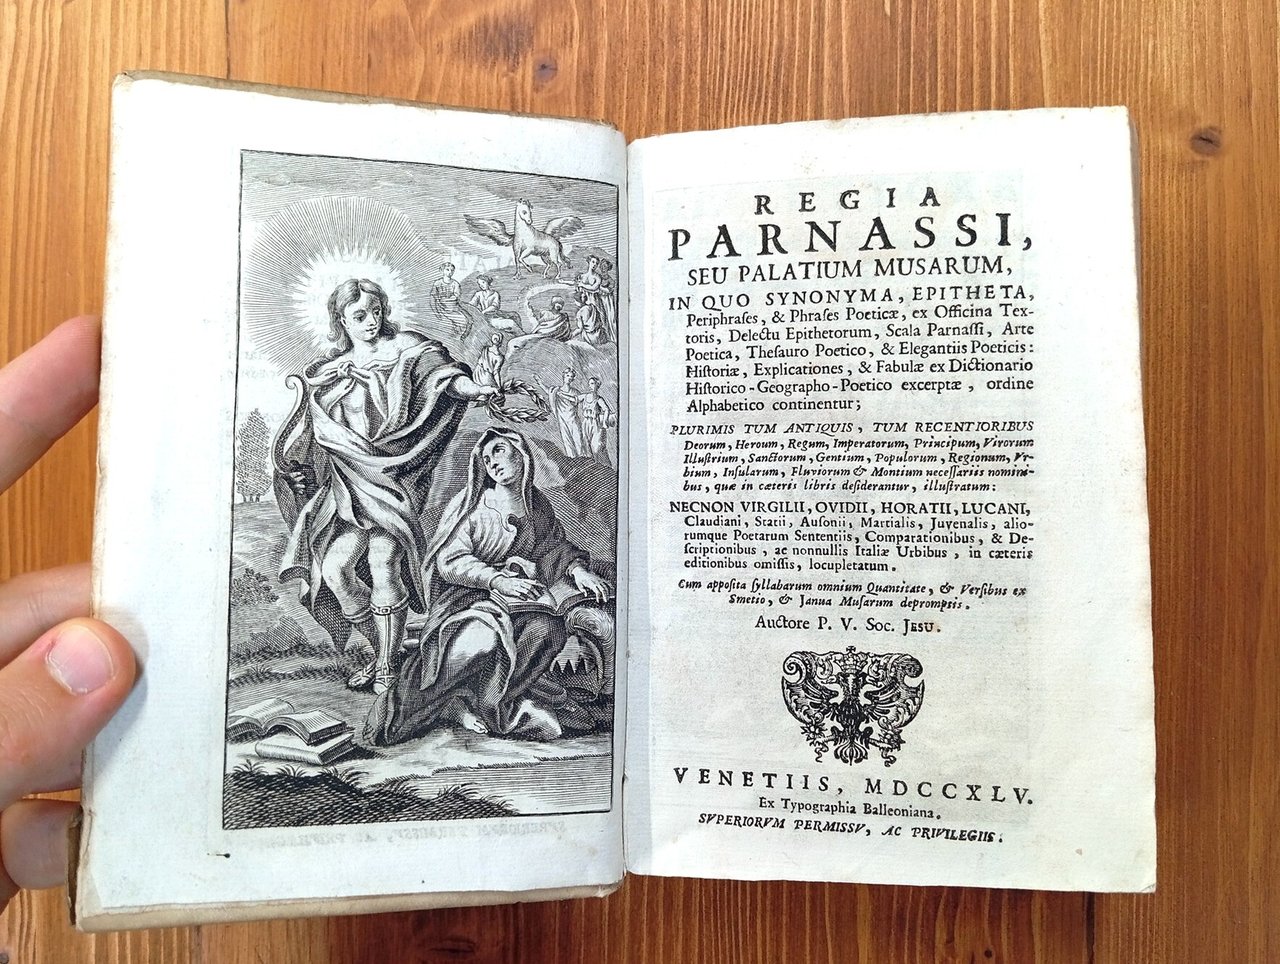 REGIA
PARNASSI,
SEU PALATIUM MUSARUM,
IN QUO SYNONYMA, EPITHETA,
Periphraſes, & Phraſes Poeticæ, ex Officina Tex-
toris, Delectu Epithetorum, Scala Parnaſſi, Arte
Poetica, Theſauro Poetico, & Elegantiis Poeticis:
Hiſtoriæ, Explicationes, & Fabulæ ex Dictionario
Hiſtorico-Geographo-Poetico excerptæ, ordine
Alphabetico continentur;
PLURIMIS TUM ANTIQUIS, TUM RECENTIORIBUS
Deorum, Heroum, Regum, Imperatorum, Principum, Virorum
Illuſtrium, Sanctorum, Gentium, Populorum, Regionum, Vr-
bium, Inſularum, Fluviorum & Montium neceſſariis nomini-
bus, quæ in cæteris libris deſiderantur, illuſtratum:
NECNON VIRGILII, OVIDII, HORATII, LUCANI,
Claudiani, Statii, Auſonii, Martialis, Juvenalis, alio-
rumque Poetarum Sententiis, Comparationibus, & De-
ſcriptionibus, ac nonnullis Italiæ Urbibus, in cæteris
editionibus omiſſis, locupletatum.
Cum appoſita ſyllabarum omnium Quantitate, & Verſibus ex
Smetio, & Janua Muſarum depromptis.
Auctore P. V. Soc. JESU.
VENETIIS, MDCCXLV.
Ex Typographia Balleoniana.
SVPERIORVM PERMISSV, AC PRIVILEGIIS.